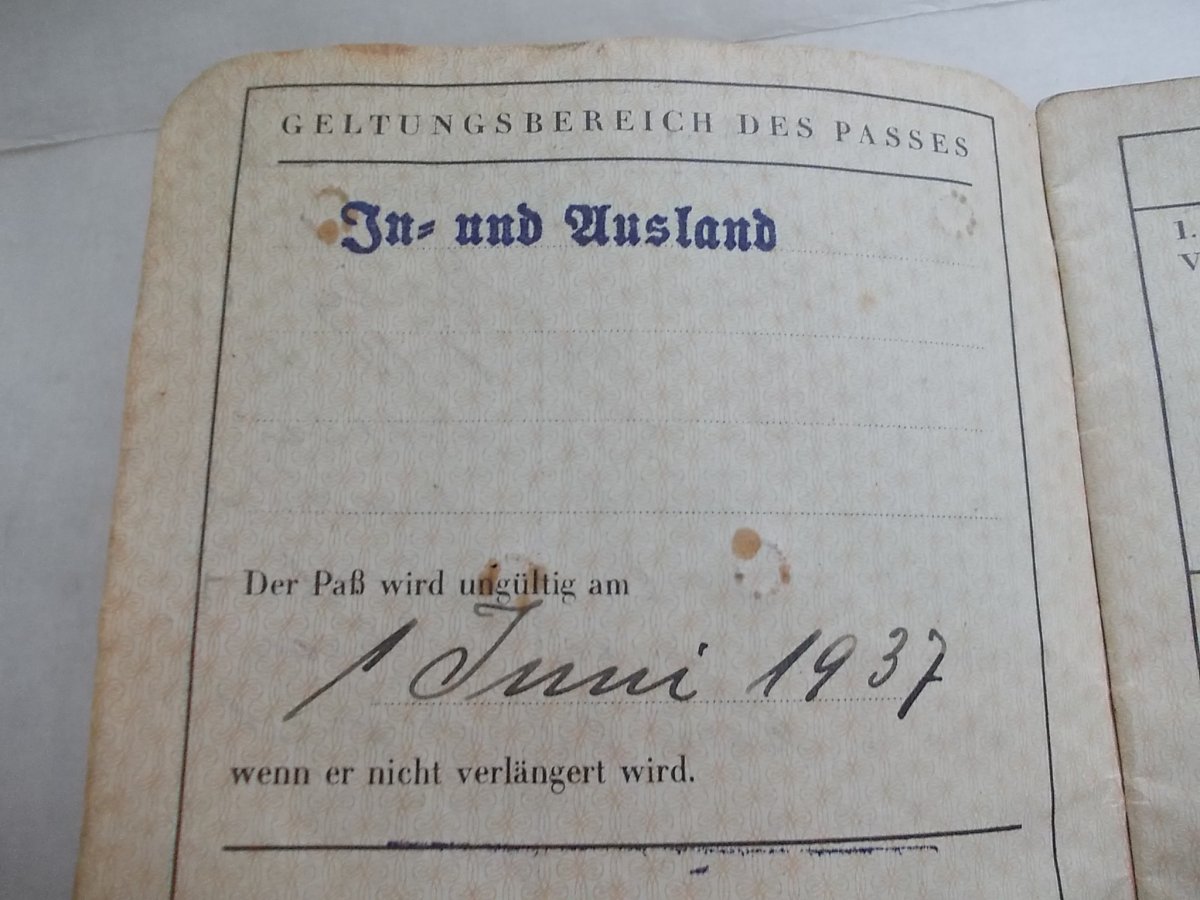 GELTUNGSBEREICH DES PASSES
In- und Ausland
Der Paß wird ungültig am
1 Juni 1937
wenn er nicht verlängert wird.
1.
V